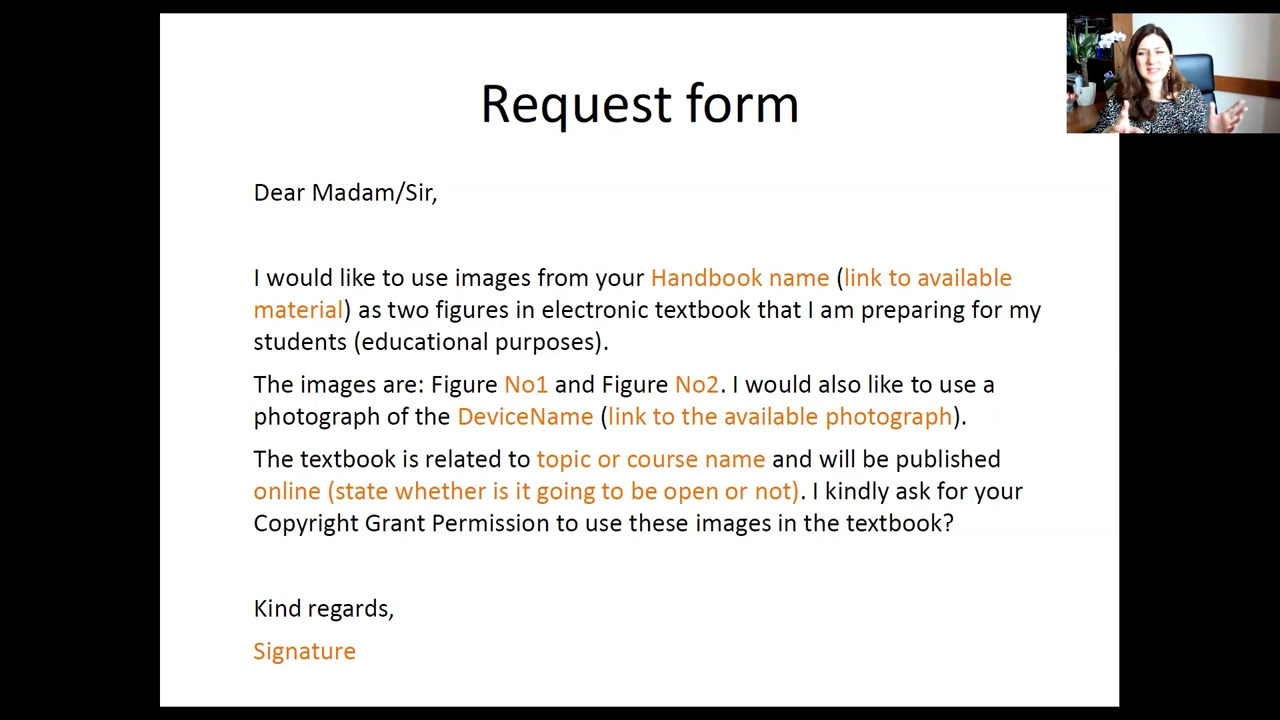 Request form
Dear Madam/Sir,
I would like to use images from your Handbook name (link to available
material) as two figures in electronic textbook that I am preparing for my
students (educational purposes).
The images are: Figure No1 and Figure No2. I would also like to use a
photograph of the DeviceName (link to the available photograph).
The textbook is related to topic or course name and will be published
online (state whether is it going to be open or not). I kindly ask for your
Copyright Grant Permission to use these images in the textbook?
Kind regards,
Signature